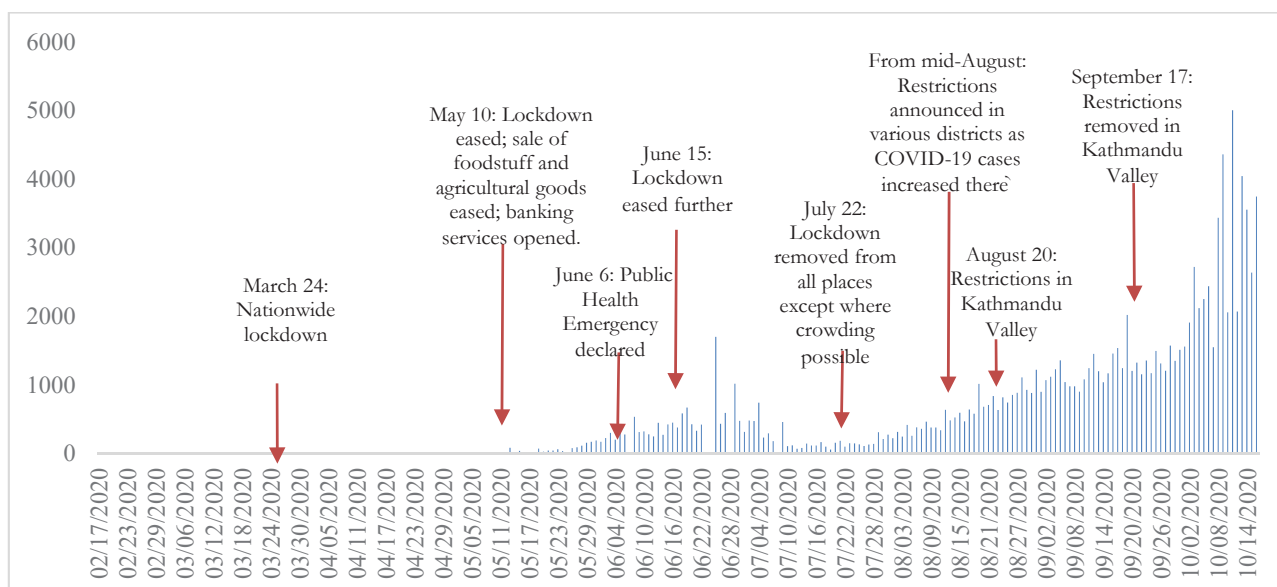 6000
5000
4000
3000
2000
1000
0
March 24:
Nationwide
lockdown
May 10: Lockdown
eased; sale of
foodstuff and
agricultural goods
eased; banking
services opened.
June 6: Public
Health
Emergency
declared
June 15:
Lockdown
eased further
July 22:
Lockdown
removed from
all places
except where
crowding
possible
From mid-August:
Restrictions
announced in
various districts as
COVID-19 cases
increased there`
August 20:
Restrictions in
Kathmandu
Valley
September 17:
Restrictions
removed in
Kathmandu
Valley
02/17/2020
02/23/2020
02/29/2020
03/06/2020
03/12/2020
03/18/2020
03/24/2020
03/30/2020
04/05/2020
04/11/2020
04/17/2020
04/23/2020
04/29/2020
05/05/2020
05/11/2020
05/17/2020
05/23/2020
05/29/2020
06/04/2020
06/10/2020
06/16/2020
06/22/2020
06/28/2020
07/04/2020
07/10/2020
07/16/2020
07/22/2020
07/28/2020
08/03/2020
08/09/2020
08/15/2020
08/21/2020
08/27/2020
09/02/2020
09/08/2020
09/14/2020
09/20/2020
09/26/2020
10/02/2020
10/08/2020
10/14/2020